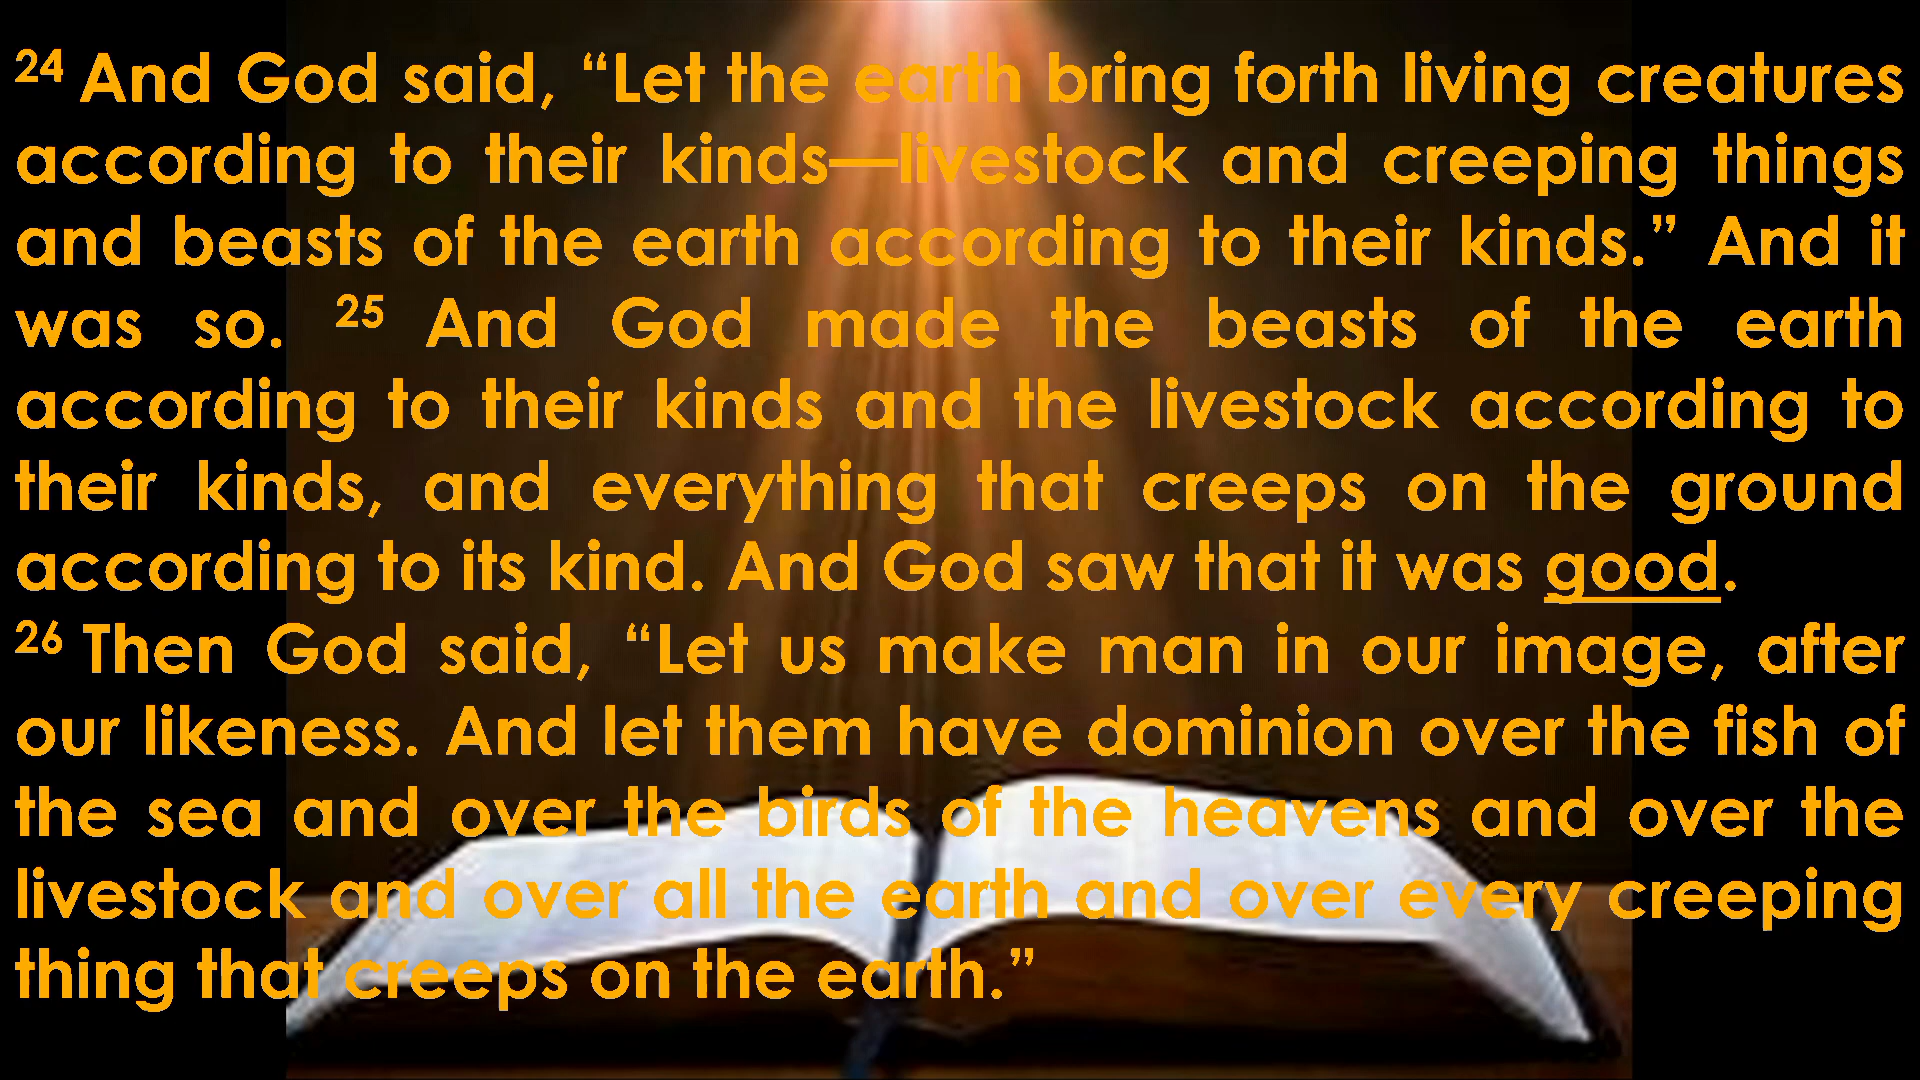 24 And God said, “Let the earth bring forth living creatures
according to their kinds—livestock and creeping things
and beasts of the earth according to their kinds.” And it
was so. 25 And God made the beasts of the earth
according to their kinds and the livestock according to
their kinds, and everything that creeps on the ground
according to its kind. And God saw that it was good.
26 Then God said, “Let us make man in our image, after
our likeness. And let them have dominion over the fish of
the sea and over the birds of the heavens and over the
livestock and over all the earth and over every creeping
thing that creeps on the earth.”